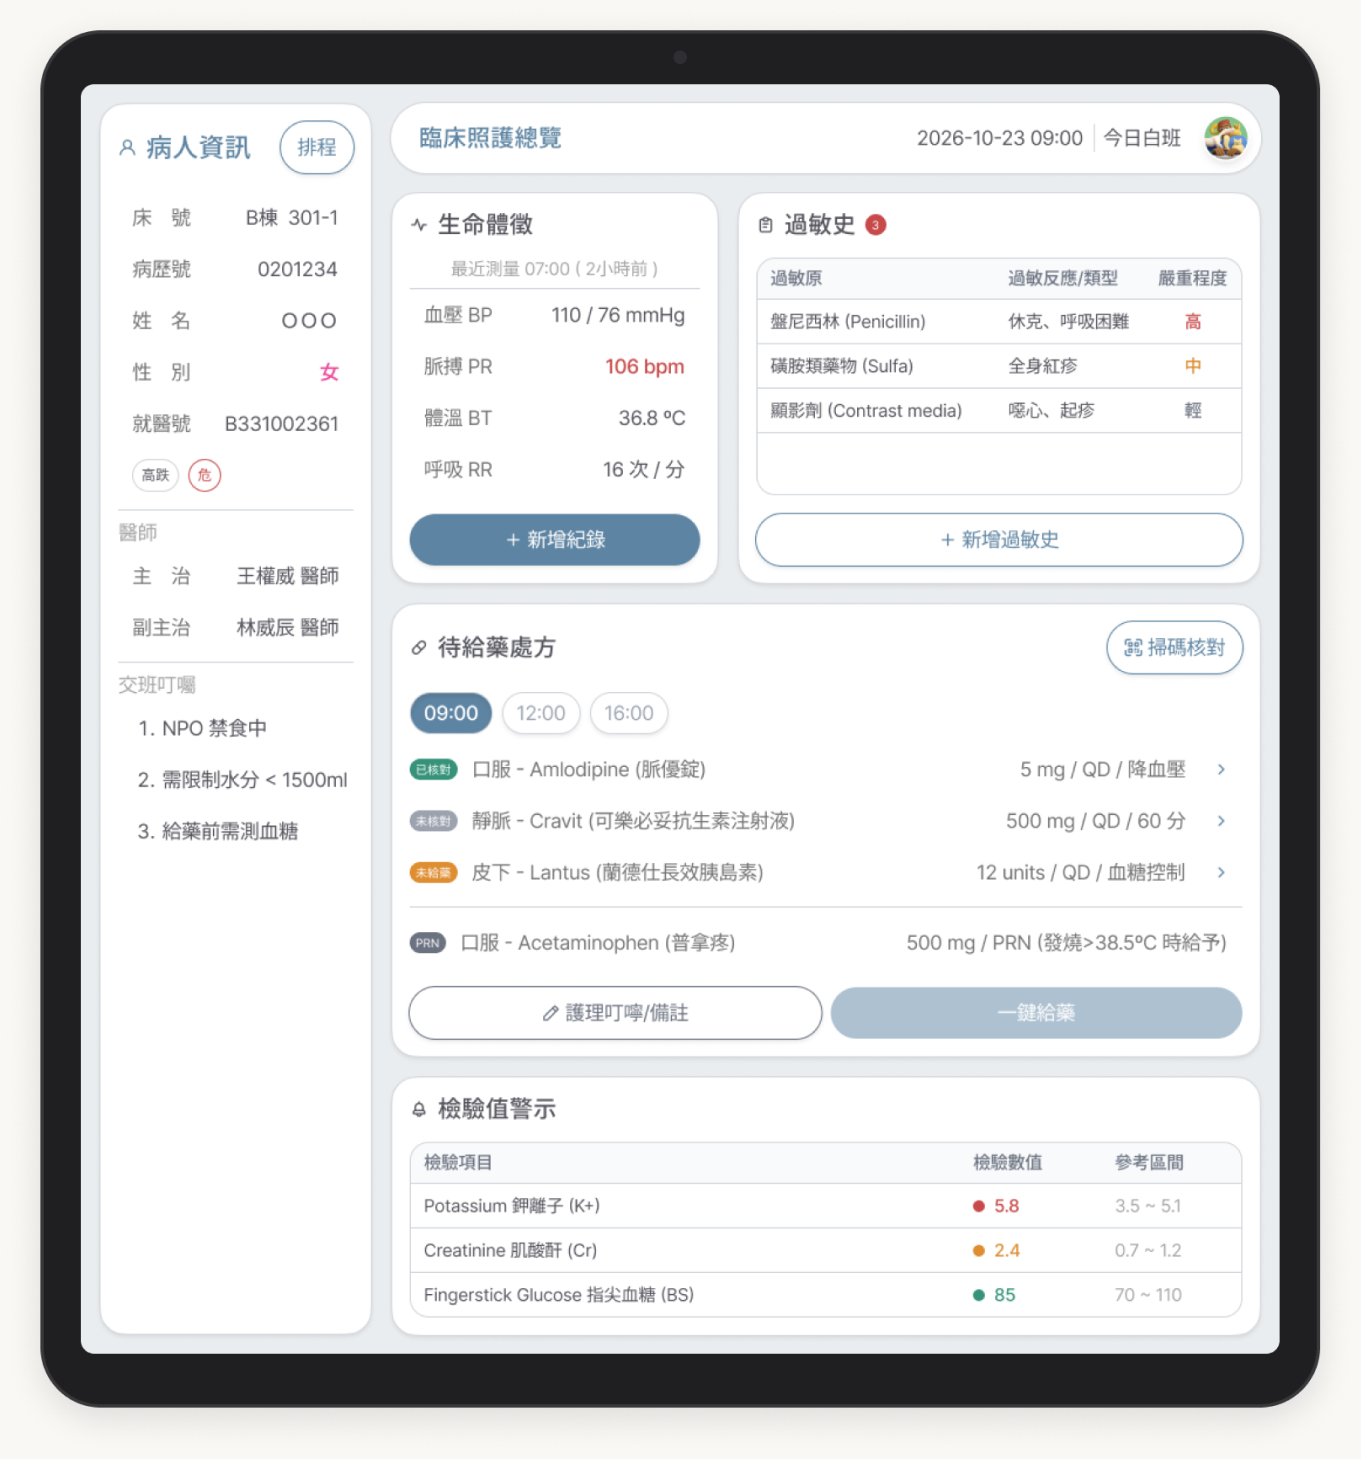 病人資訊 排程
床 號 B棟 301-1
病歷號 0201234
姓 名 OOO
性 別 女
就醫號 B331002361
高跌 危
醫師
主 治 王權威 醫師
副主治 林威辰 醫師
交班叮囑
1. NPO 禁食中
2. 需限制水分 < 1500ml
3. 給藥前需測血糖
臨床照護總覽 2026-10-23 09:00 今日白班
生命體徵
最近測量 07:00 ( 2小時前 )
血壓 BP 110 / 76 mmHg
脈搏 PR 106 bpm
體溫 BT 36.8 ºC
呼吸 RR 16 次 / 分
+ 新增紀錄
過敏史 3
過敏原 過敏反應/類型 嚴重程度
盤尼西林 (Penicillin) 休克、呼吸困難 高
磺胺類藥物 (Sulfa) 全身紅疹 中
顯影劑 (Contrast media) 噁心、起疹 輕
+ 新增過敏史
待給藥處方 掃碼核對
09:00 12:00 16:00
已核對 口服 - Amlodipine (脈優錠) 5 mg / QD / 降血壓
未核對 靜脈 - Cravit (可樂必妥抗生素注射液) 500 mg / QD / 60 分
未給藥 皮下 - Lantus (蘭德仕長效胰島素) 12 units / QD / 血糖控制
PRN 口服 - Acetaminophen (普拿疼) 500 mg / PRN (發燒>38.5ºC 時給予)
護理叮嚀/備註 一鍵給藥
檢驗值警示
檢驗項目 檢驗數值 參考區間
Potassium 鉀離子 (K+) 5.8 3.5 ~ 5.1
Creatinine 肌酸酐 (Cr) 2.4 0.7 ~ 1.2
Fingerstick Glucose 指尖血糖 (BS) 85 70 ~ 110